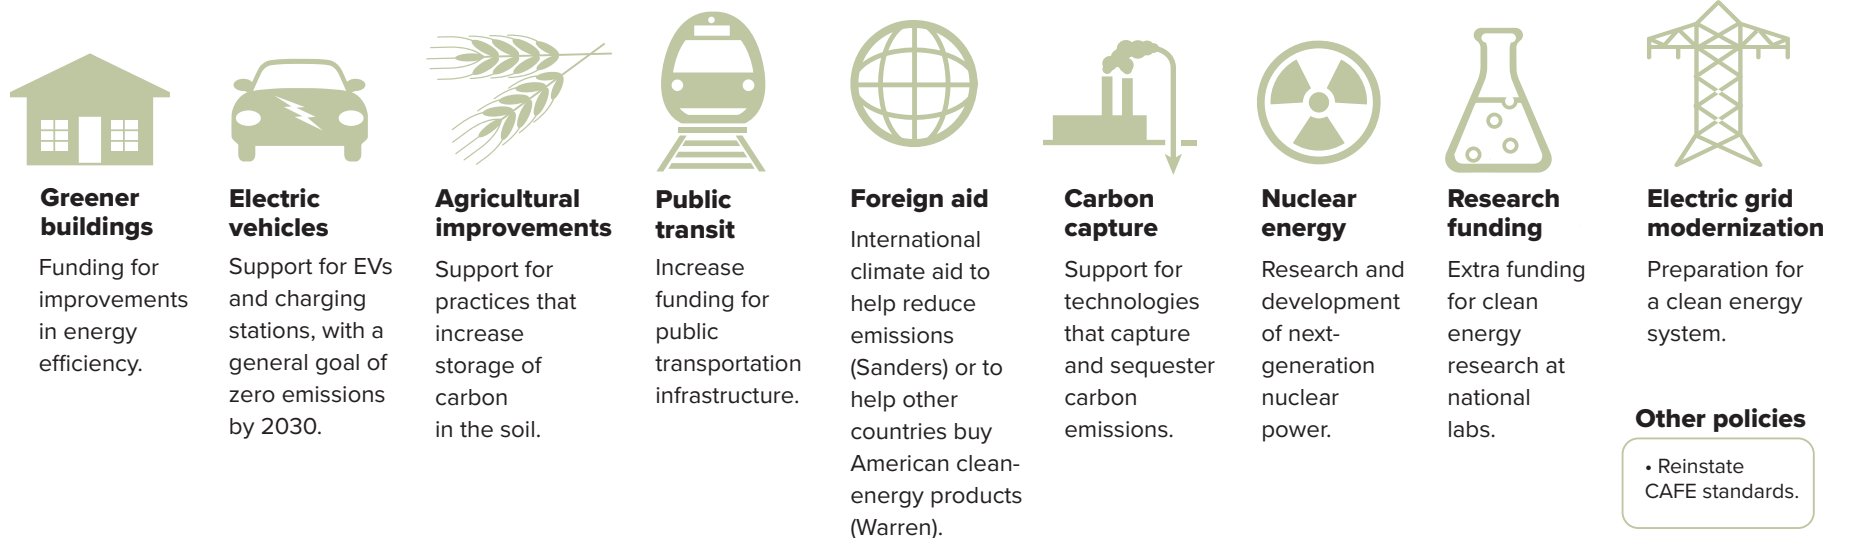 Greener
buildings
Funding for
improvements
in energy
efficiency.
Electric
vehicles
Support for EVs
and charging
stations, with a
general goal of
zero emissions
by 2030.
Agricultural
improvements
Support for
practices that
increase
storage of
carbon
in the soil.
Public
transit
Increase
funding for
public
transportation
infrastructure.
Foreign aid
International
climate aid to
help reduce
emissions
(Sanders) or to
help other
countries buy
American clean-
energy products
(Warren).
Carbon
capture
Support for
technologies
that capture
and sequester
carbon
emissions.
Nuclear
energy
Research and
development
of next-
generation
nuclear
power.
Research
funding
Extra funding
for clean
energy
research at
national
labs.
Electric grid
modernization
Preparation for
a clean energy
system.
Other policies
• Reinstate
CAFE standards.